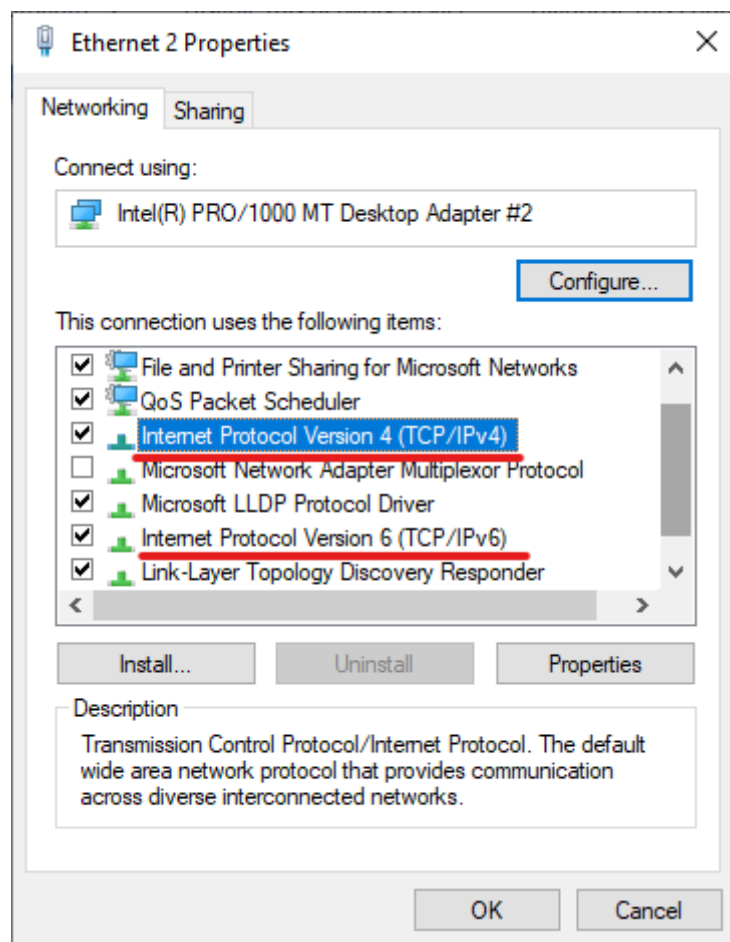 Ethernet 2 Properties
Networking
Sharing
Connect using:
Intel(R) PRO/1000 MT Desktop Adapter #2
Configure...
This connection uses the following items:
File and Printer Sharing for Microsoft Networks
QoS Packet Scheduler
Internet Protocol Version 4 (TCP/IPv4)
Microsoft Network Adapter Multiplexor Protocol
Microsoft LLDP Protocol Driver
Internet Protocol Version 6 (TCP/IPv6)
Link-Layer Topology Discovery Responder
Install...
Uninstall
Properties
Description
Transmission Control Protocol/Internet Protocol. The default
wide area network protocol that provides communication
across diverse interconnected networks.
OK
Cancel